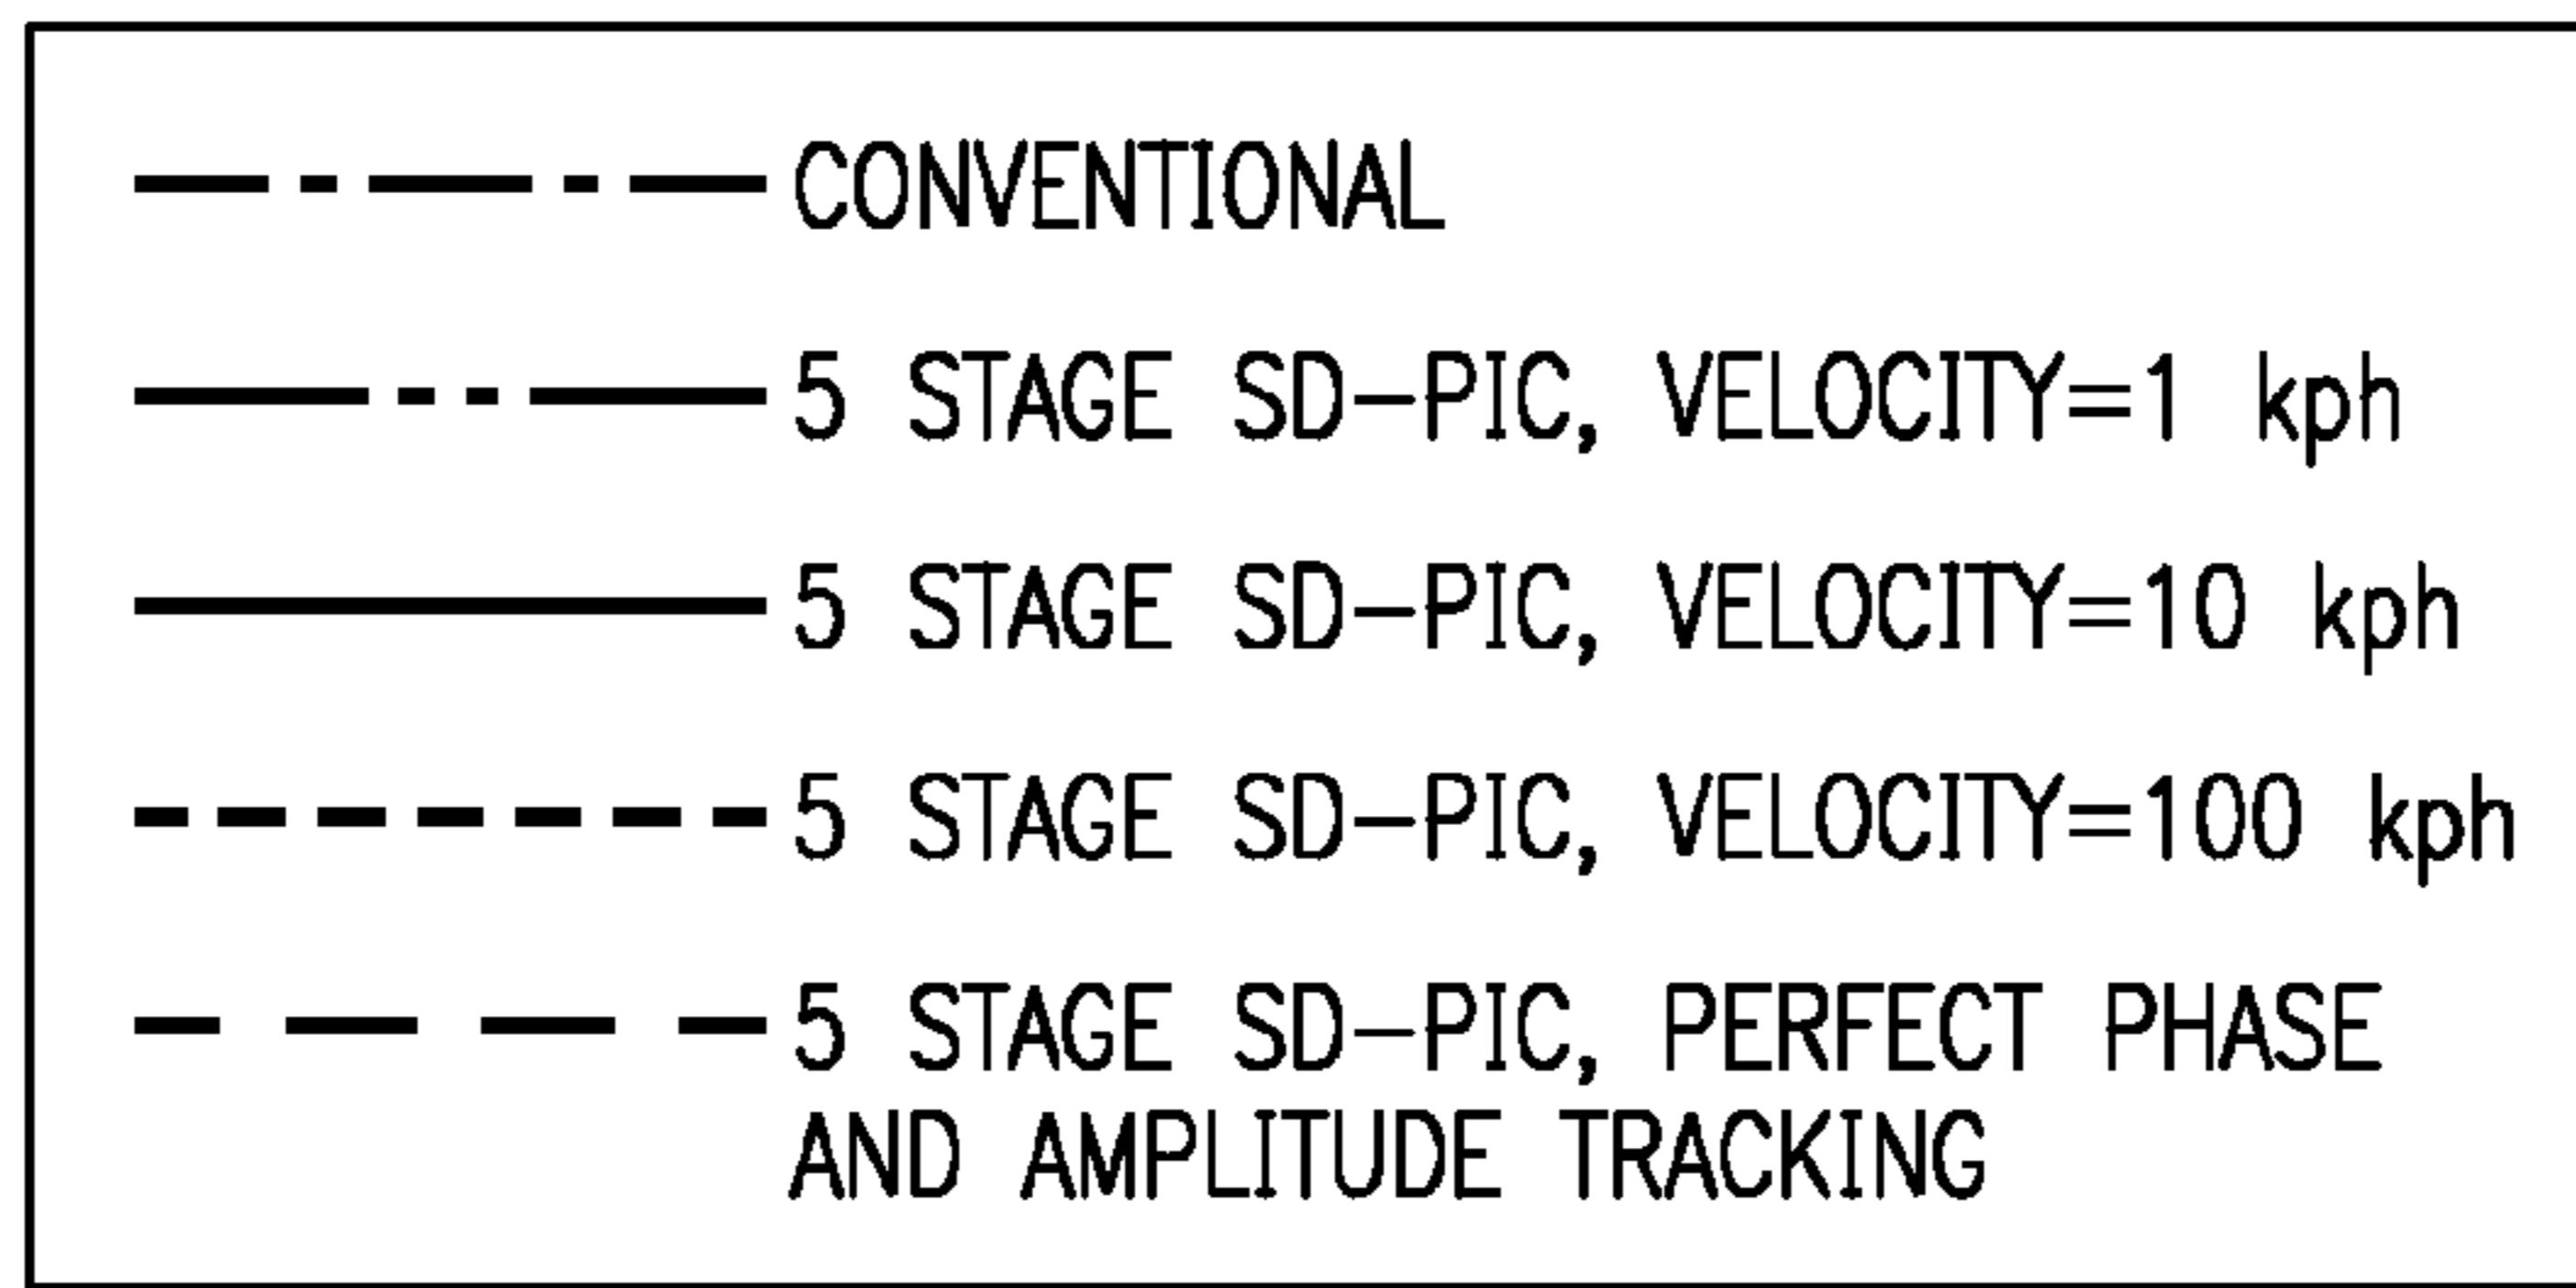 CONVENTIONAL
5 STAGE SD-PIC, VELOCITY=1 kph
5 STAGE SD-PIC, VELOCITY=10 kph
5 STAGE SD-PIC, VELOCITY=100 kph
5 STAGE SD-PIC, PERFECT PHASE
AND AMPLITUDE TRACKING